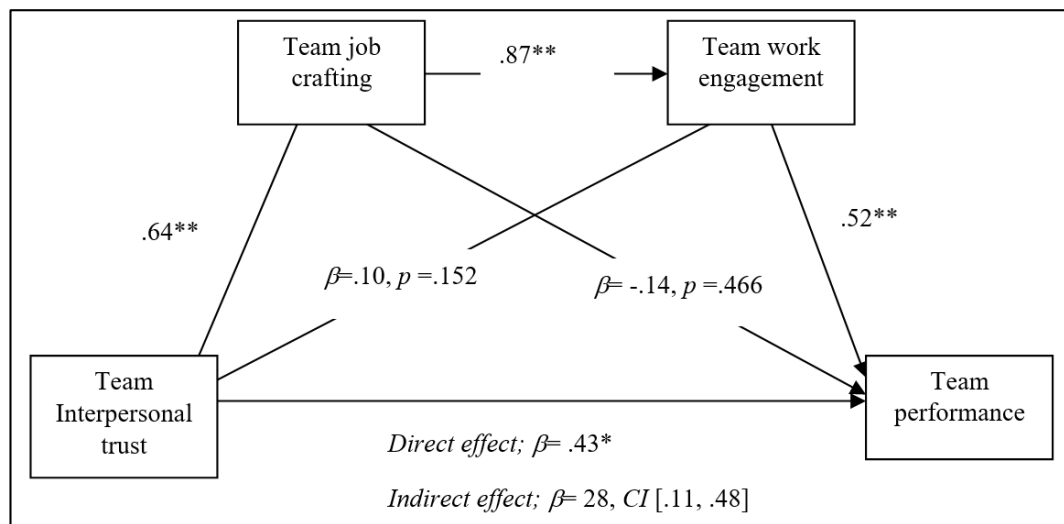 Team job
crafting
.87**
Team work
engagement
.64**
.52**
β=.10, p =.152
β= -.14, p =.466
Team
Interpersonal
trust
Team
performance
Direct effect; β= .43*
Indirect effect; β= 28, CI [.11, .48]